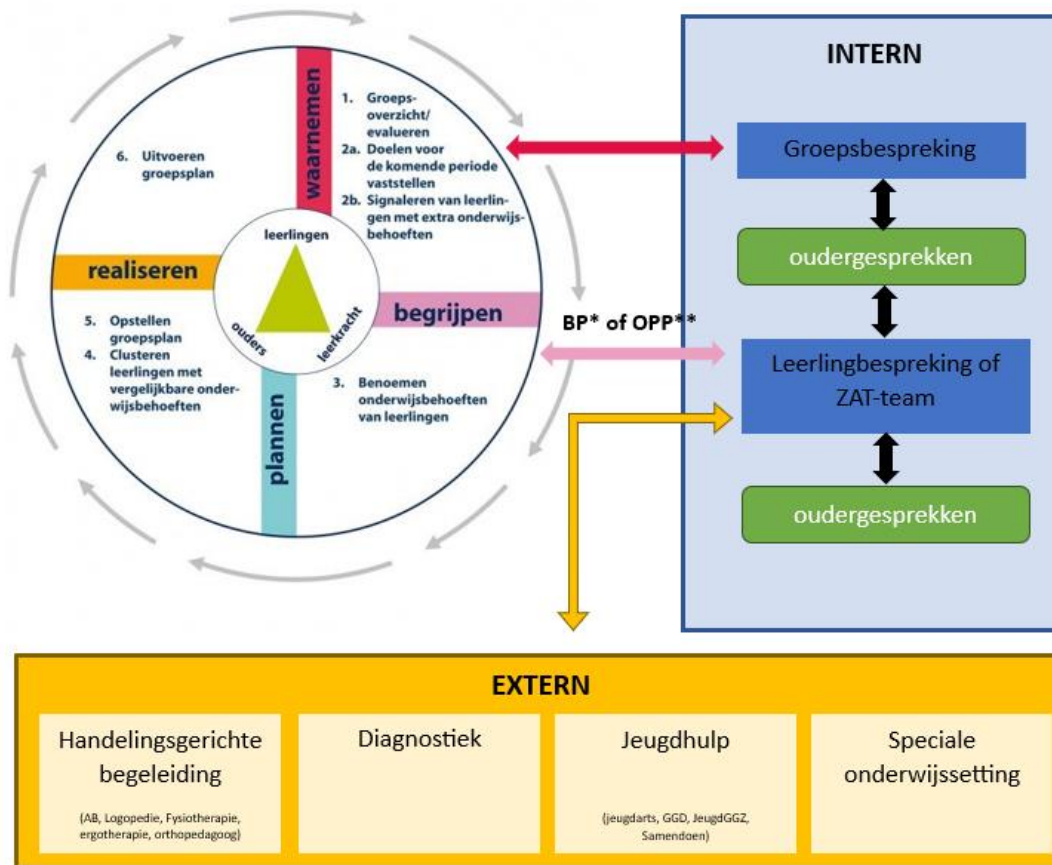 waarnemen
1. Groeps-
overzicht/
evalueren
2a. Doelen voor
de komende periode
vaststellen
2b. Signaleren van leerlin-
gen met extra onderwijs-
behoeften
begrijpen
3. Benoemen
onderwijsbehoeften
van leerlingen
plannen
5. Opstellen
groepsplan
4. Clusteren
leerlingen met
vergelijkbare onder-
wijsbehoeften
realiseren
6. Uitvoeren
groepsplan
leerlingen
ouders
leerkracht
BP* of OPP**
INTERN
Groepsbespreking
oudergesprekken
Leerlingbespreking of
ZAT-team
oudergesprekken
EXTERN
Handelingsgerichte
begeleiding
(AB, Logopedie, Fysiotherapie,
ergotherapie, orthopedagoog)
Diagnostiek
Jeugdhulp
(jeugdarts, GGD, JeugdGGZ,
Samendoen)
Speciale
onderwijssetting